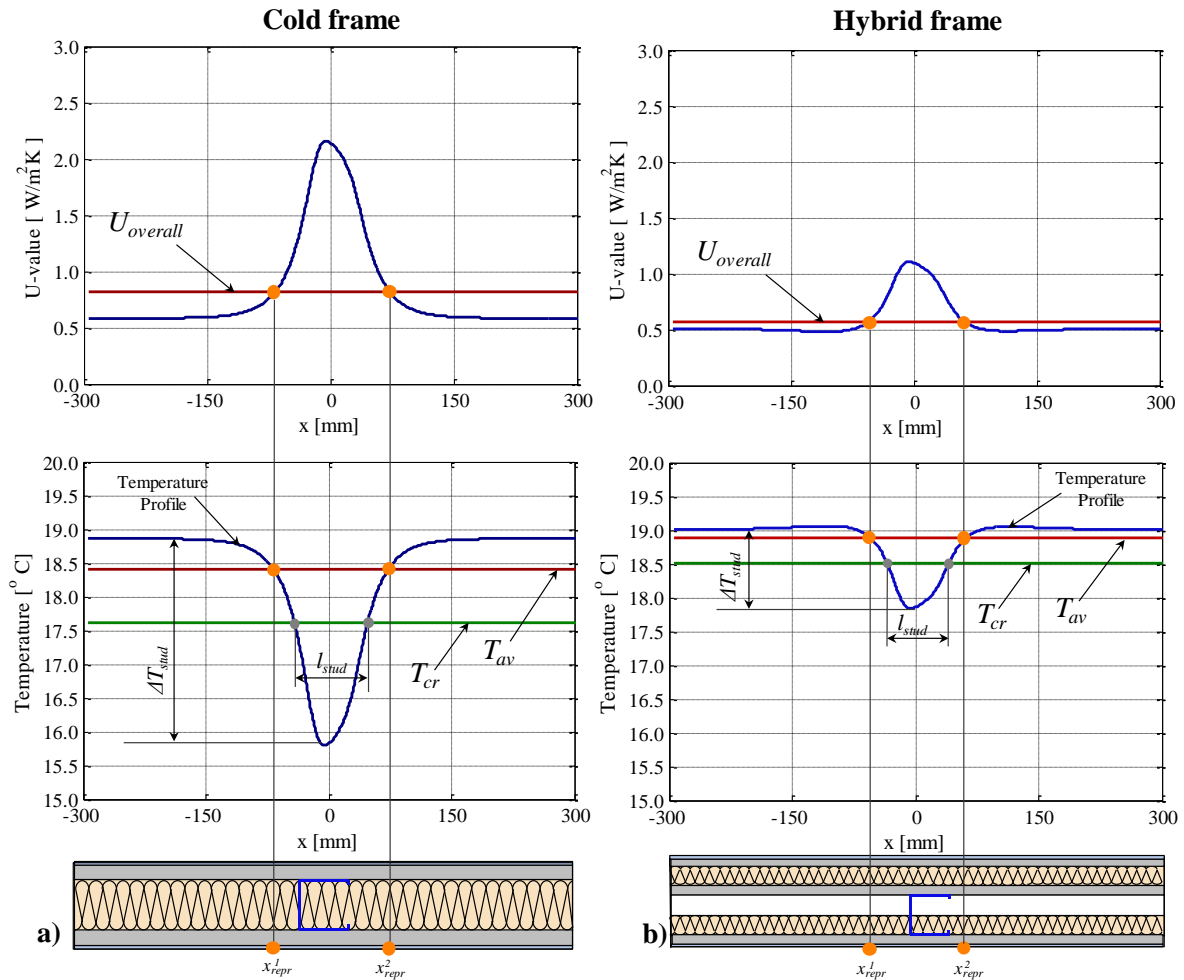 Cold frame
3.0
2.5
2.0
1.5
1.0
0.5
0.0
U-value [ W/m²K ]
U_overall
-300 -150 0 150 300
x [mm]
Hybrid frame
3.0
2.5
2.0
1.5
1.0
0.5
0.0
U-value [ W/m²K ]
U_overall
-300 -150 0 150 300
x [mm]
20.0
19.5
19.0
18.5
18.0
17.5
17.0
16.5
16.0
15.5
15.0
Temperature [° C]
Temperature
Profile
ΔT_stud
l_stud
T_cr
T_av
-300 -150 0 150 300
x [mm]
20.0
19.5
19.0
18.5
18.0
17.5
17.0
16.5
16.0
15.5
15.0
Temperature [° C]
Temperature
Profile
ΔT_stud
l_stud
T_cr
T_av
-300 -150 0 150 300
x [mm]
a)
x¹_repr x²_repr
b)
x¹_repr x²_repr